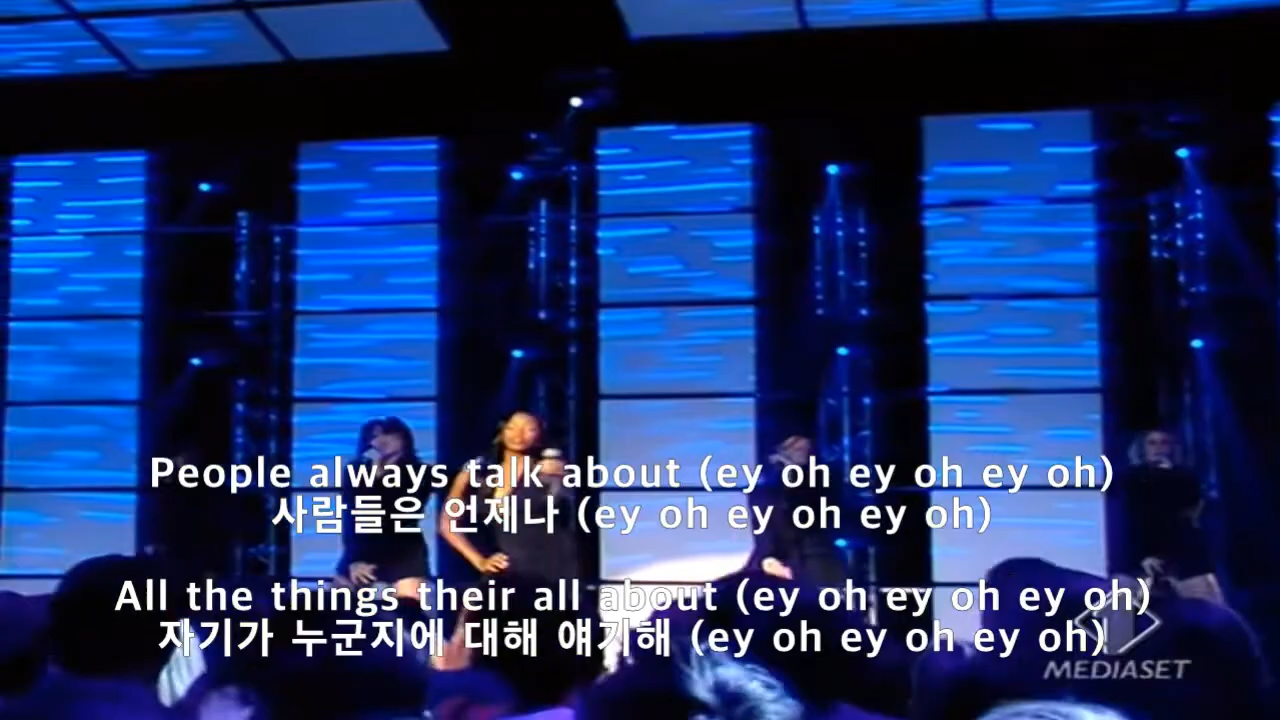 People always talk about (ey oh ey oh ey oh)
사람들은 언제나 (ey oh ey oh ey oh)
All the things their all about (ey oh ey oh ey oh)
자기가 누군지에 대해 얘기해 (ey oh ey oh ey oh)
MEDIASET